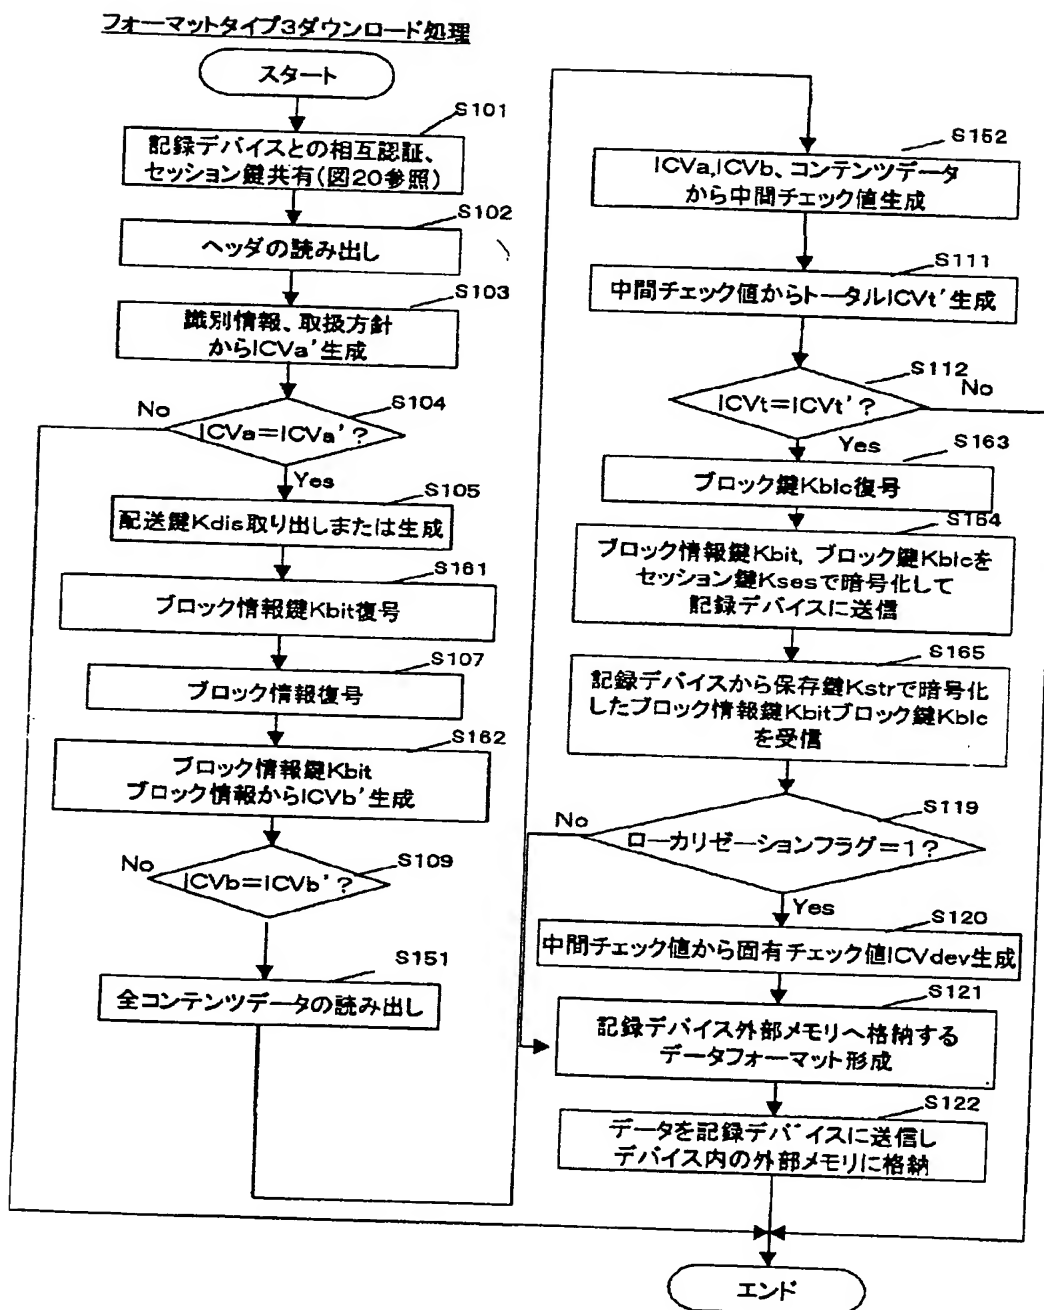 フォーマットタイプ3ダウンロード処理
スタート
S101
記録デバイスとの相互認証、
セッション鍵共有(図20参照)
S102
ヘッダの読み出し
S103
識別情報、取扱方針
からICVa'生成
S104
No
ICVa=ICVa'?
Yes
S105
配送鍵Kdis取り出しまたは生成
S161
ブロック情報鍵Kbit復号
S107
ブロック情報復号
S162
ブロック情報鍵Kbit
ブロック情報からICVb'生成
S109
No
ICVb=ICVb'?
S151
全コンテンツデータの読み出し
S152
ICVa,ICVb、コンテンツデータ
から中間チェック値生成
S111
中間チェック値からトータルICVt'生成
S112
No
ICVt=ICVt'?
Yes
S163
ブロック鍵Kblc復号
S164
ブロック情報鍵Kbit, ブロック鍵Kblcを
セッション鍵Ksesで暗号化して
記録デバイスに送信
S165
記録デバイスから保存鍵Kstrで暗号化
したブロック情報鍵Kbitブロック鍵Kblc
を受信
S119
No
ローカリゼーションフラグ=1?
Yes
S120
中間チェック値から固有チェック値ICVdev生成
S121
記録デバイス外部メモリへ格納する
データフォーマット形成
S122
データを記録デバイスに送信し
デバイス内の外部メモリに格納
エンド